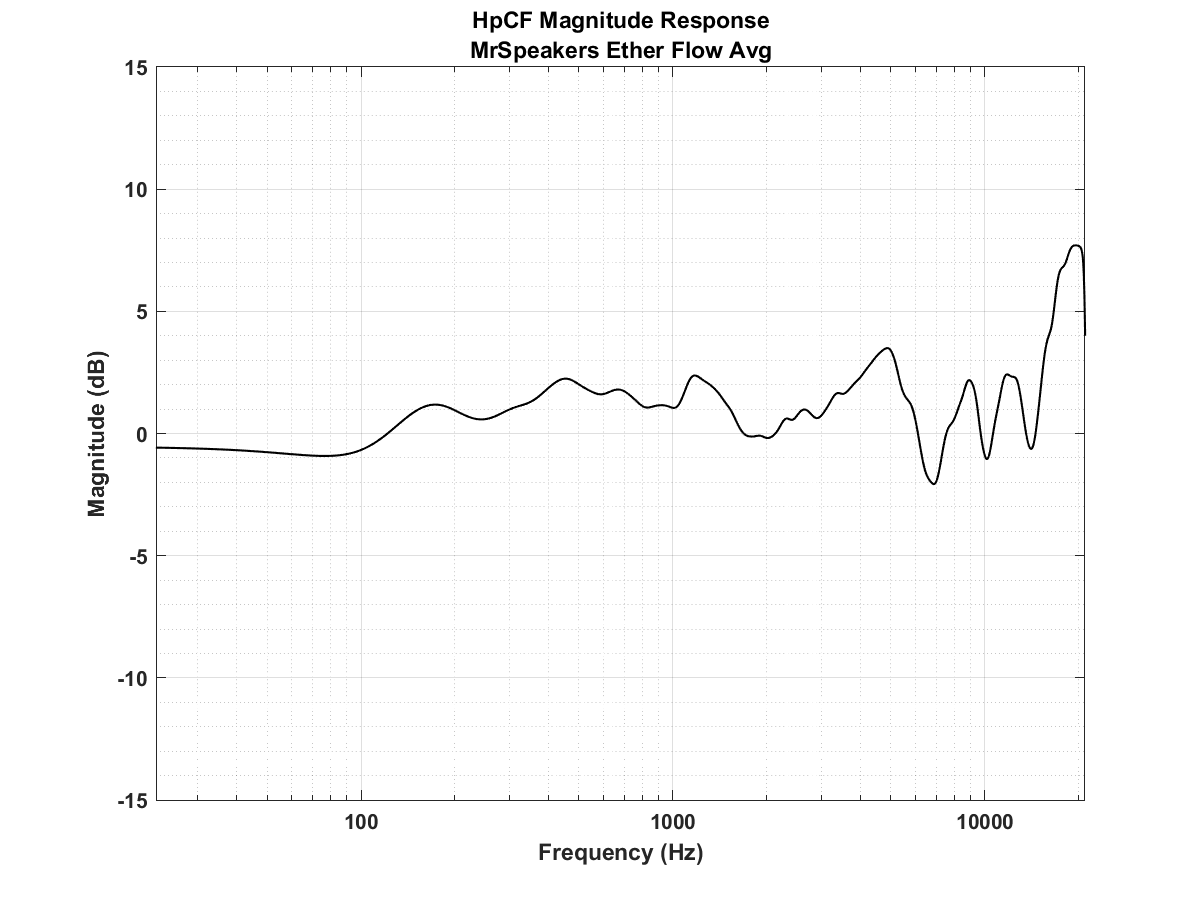 HpCF Magnitude Response
MrSpeakers Ether Flow Avg
15
10
5
0
-5
-10
-15
Magnitude (dB)
100
1000
10000
Frequency (Hz)